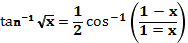 tan⁻¹ √x = 1/2 cos⁻¹ ((1 − x)/(1 = x))